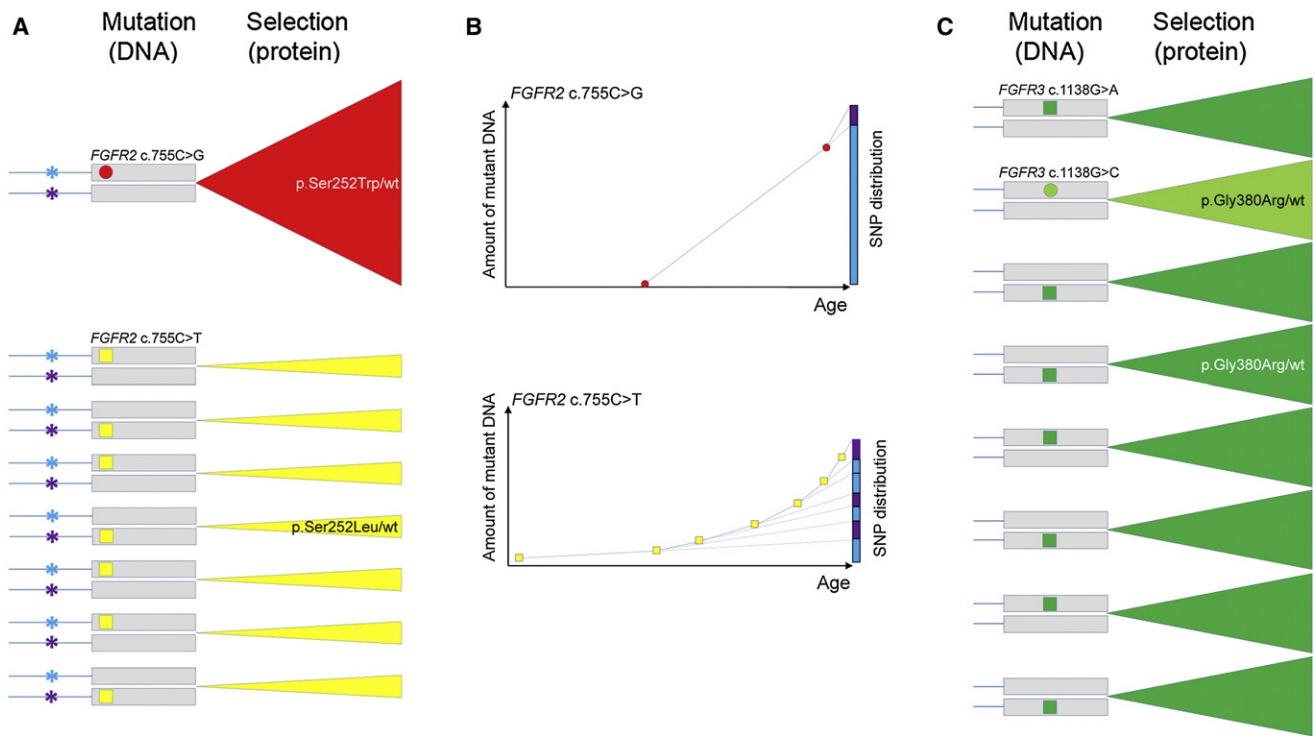 A
Mutation
(DNA)
Selection
(protein)
FGFR2 c.755C>G
p.Ser252Trp/wt
FGFR2 c.755C>T
p.Ser252Leu/wt
B
FGFR2 c.755C>G
Amount of mutant DNA
SNP distribution
Age
FGFR2 c.755C>T
Amount of mutant DNA
SNP distribution
Age
C
Mutation
(DNA)
Selection
(protein)
FGFR3 c.1138G>A
FGFR3 c.1138G>C
p.Gly380Arg/wt
p.Gly380Arg/wt